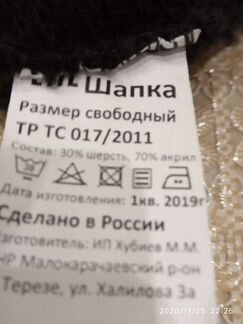 Шапка
Размер свободный
ТР ТС 017/2011
Состав: 30% шерсть, 70% акрил
Дата изготовления: 1кв. 2019г
Сделано в России
Изготовитель: ИП Хубиев М.М.
ЧР Малокарачаевский р-он
Терезе, ул. Халилова 3а
2020/11/25 22:26